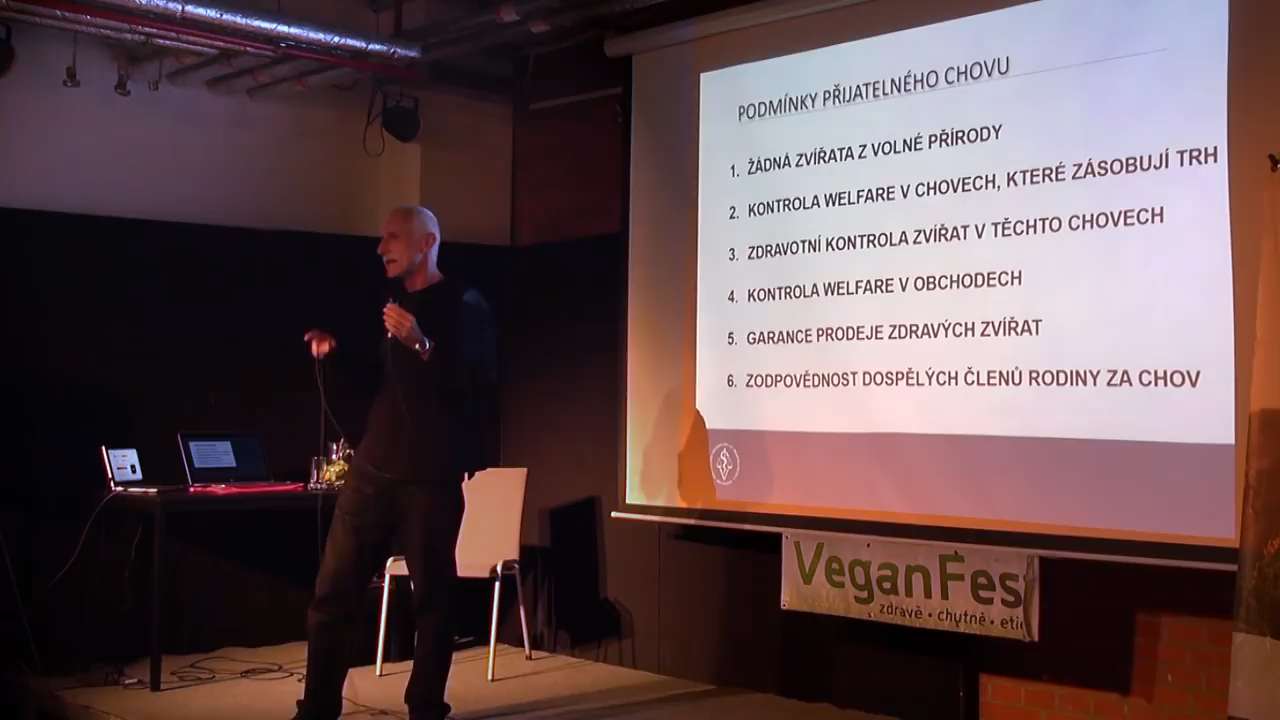 PODMÍNKY PŘIJATELNÉHO CHOVU
1. ŽÁDNÁ ZVÍŘATA Z VOLNÉ PŘÍRODY
2. KONTROLA WELFARE V CHOVECH, KTERÉ ZÁSOBUJÍ TRH
3. ZDRAVOTNÍ KONTROLA ZVÍŘAT V TĚCHTO CHOVECH
4. KONTROLA WELFARE V OBCHODECH
5. GARANCE PRODEJE ZDRAVÝCH ZVÍŘAT
6. ZODPOVĚDNOST DOSPĚLÝCH ČLENŮ RODINY ZA CHOV
VeganFes
zdravě • chutně • eti